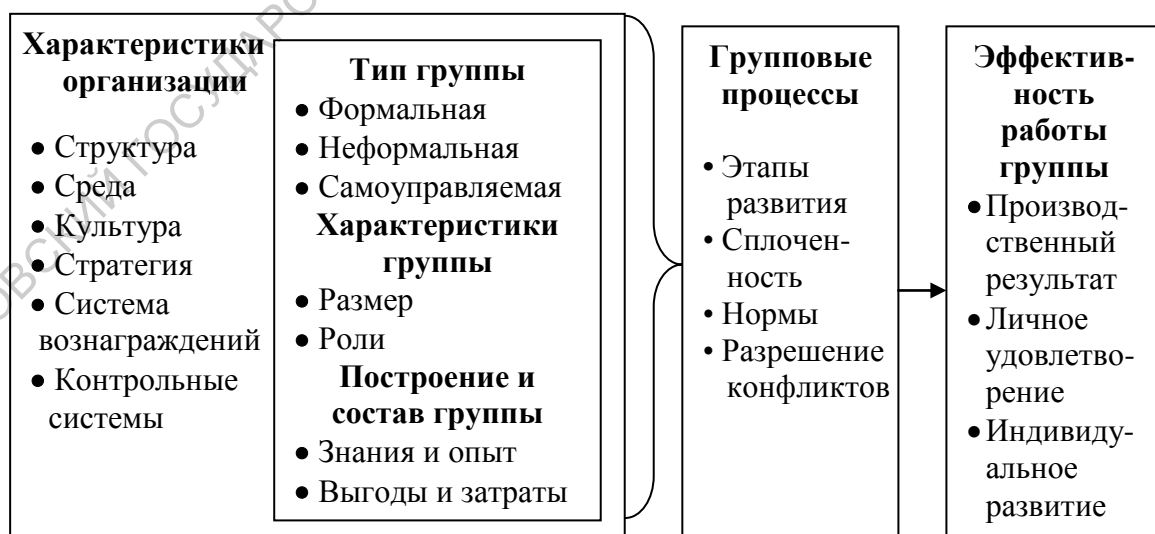 Характеристики
организации
• Структура
• Среда
• Культура
• Стратегия
• Система
вознаграждений
• Контрольные
системы
Тип группы
• Формальная
• Неформальная
• Самоуправляемая
Характеристики
группы
• Размер
• Роли
Построение и
состав группы
• Знания и опыт
• Выгоды и затраты
Групповые
процессы
• Этапы
развития
• Сплочен-
ность
• Нормы
• Разрешение
конфликтов
Эффектив-
ность
работы
группы
• Производ-
ственный
результат
• Личное
удовлетво-
рение
• Индивиду-
альное
развитие